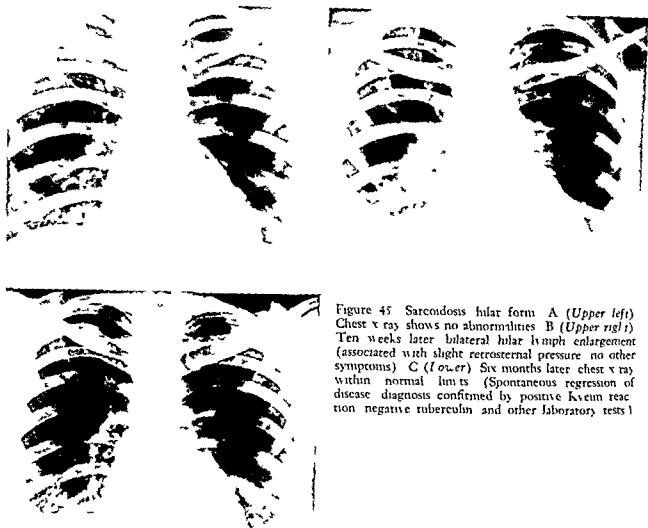 Figure 45 Sarcoidosis hilar form A (Upper left)
Chest x ray shows no abnormalities B (Upper right)
Ten weeks later bilateral hilar lymph enlargement
(associated with slight retrosternal pressure no other
symptoms) C (Lower) Six months later chest x ray
within normal limits (Spontaneous regression of
disease diagnosis confirmed by positive Kveim reac
tion negative tuberculin and other laboratory tests)